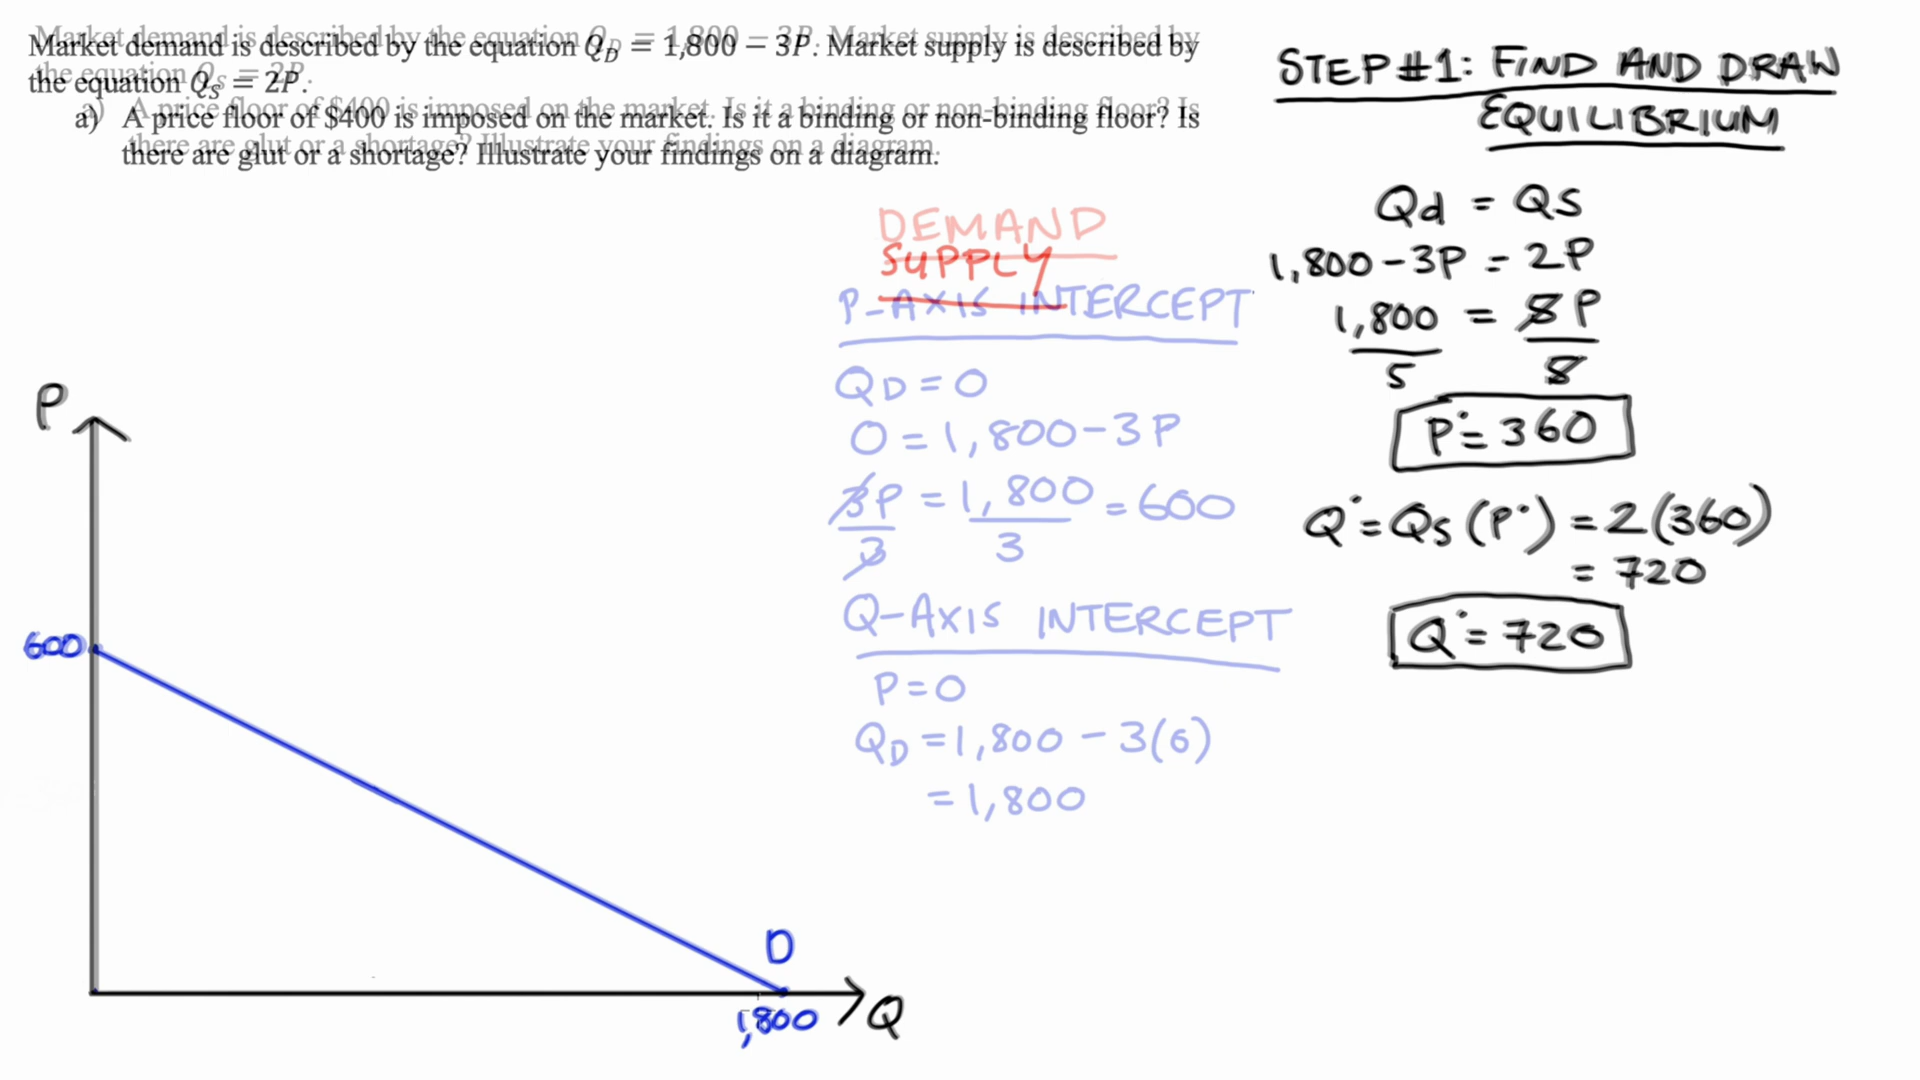 Market demand is described by the equation Q_D = 1,800 − 3P. Market supply is described by
the equation Q_S = 2P.
a) A price floor of $400 is imposed on the market. Is it a binding or non-binding floor? Is
there are glut or a shortage? Illustrate your findings on a diagram.
STEP#1: FIND AND DRAW
EQUILIBRIUM
Qd = QS
1,800 - 3P = 2P
1,800 = 5P
5 5
P* = 360
Q* = Qs (P*) = 2(360)
= 720
Q* = 720
DEMAND
SUPPLY
P-AXIS INTERCEPT
QD = 0
0 = 1,800 - 3P
3P = 1,800 = 600
3 3
Q-AXIS INTERCEPT
P = 0
QD = 1,800 - 3(0)
= 1,800
P
600
D
1,800
Q